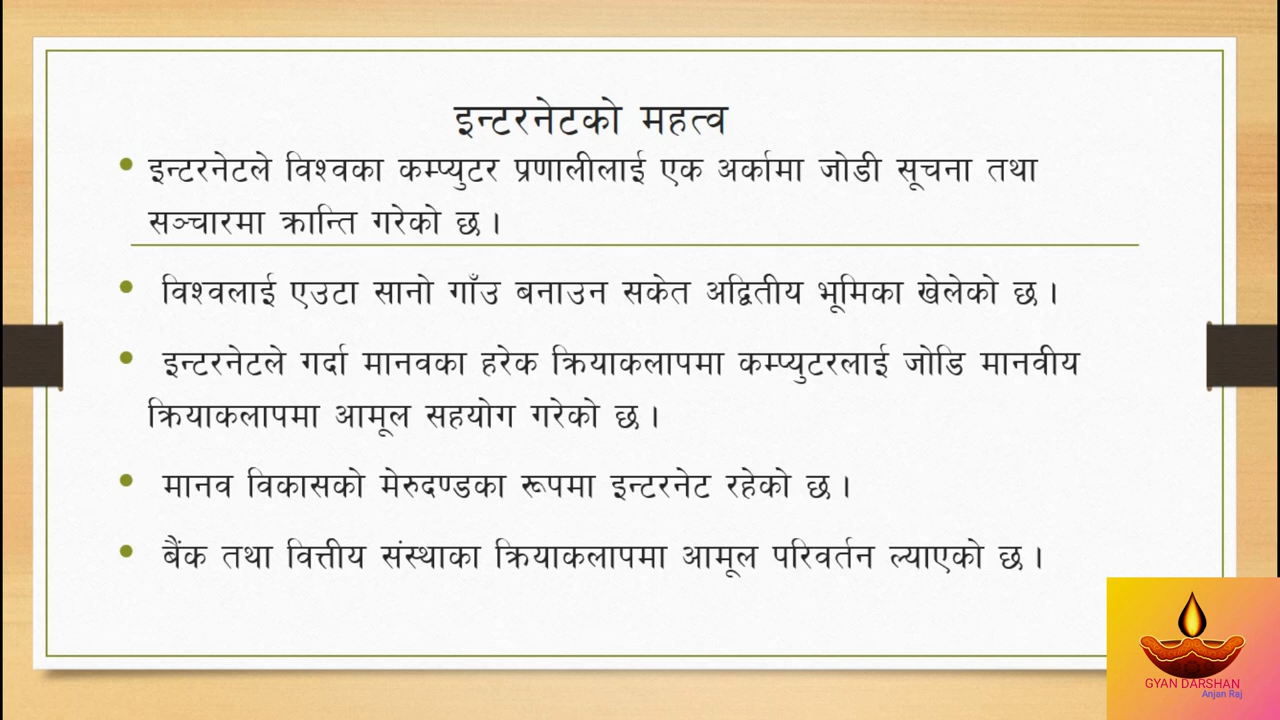 इन्टरनेटको महत्व
• इन्टरनेटले विश्वका कम्प्युटर प्रणालीलाई एक अर्कामा जोडी सूचना तथा
सञ्चारमा क्रान्ति गरेको छ ।
• विश्वलाई एउटा सानो गाँउ बनाउन सकेत अद्वितीय भूमिका खेलेको छ ।
• इन्टरनेटले गर्दा मानवका हरेक क्रियाकलापमा कम्प्युटरलाई जोडि मानवीय
क्रियाकलापमा आमूल सहयोग गरेको छ ।
• मानव विकासको मेरुदण्डका रूपमा इन्टरनेट रहेको छ ।
• बैंक तथा वित्तीय संस्थाका क्रियाकलापमा आमूल परिवर्तन ल्याएको छ ।
GYAN DARSHAN
Anjan Raj